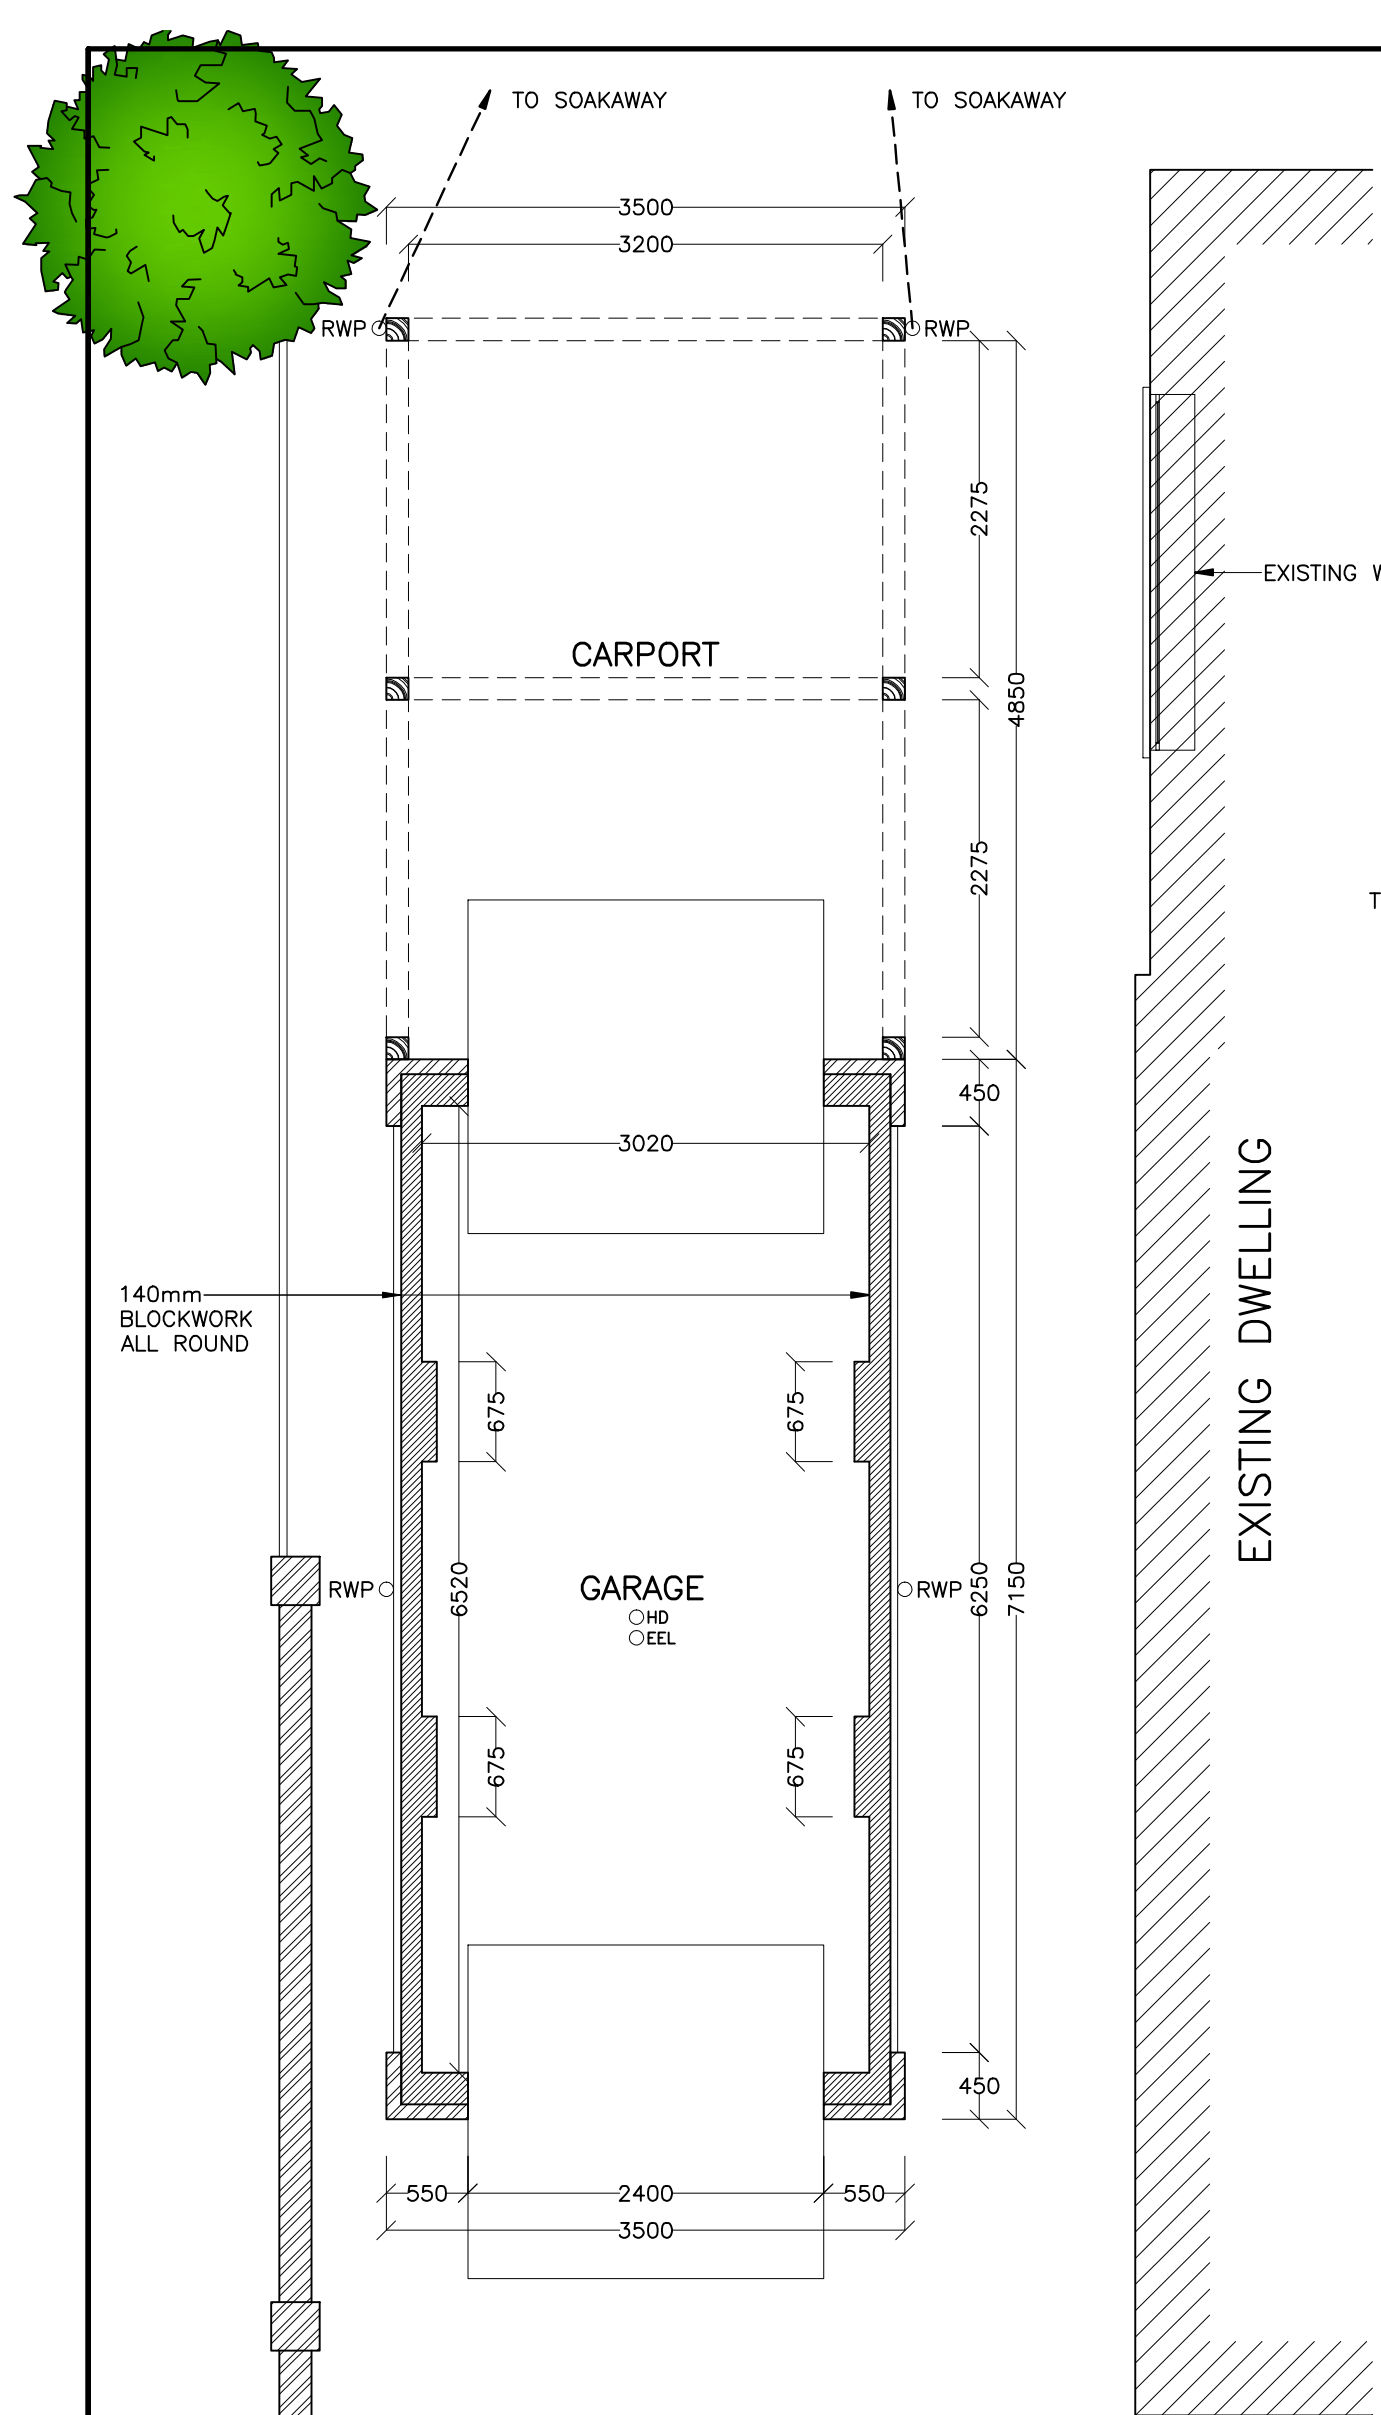 TO SOAKAWAY
TO SOAKAWAY
3500
3200
RWP
RWP
2275
EXISTING W
CARPORT
4850
2275
T
450
3020
EXISTING DWELLING
140mm
BLOCKWORK
ALL ROUND
675
675
6520
RWP
GARAGE
RWP
6250
7150
HD
EEL
675
675
450
550
2400
550
3500